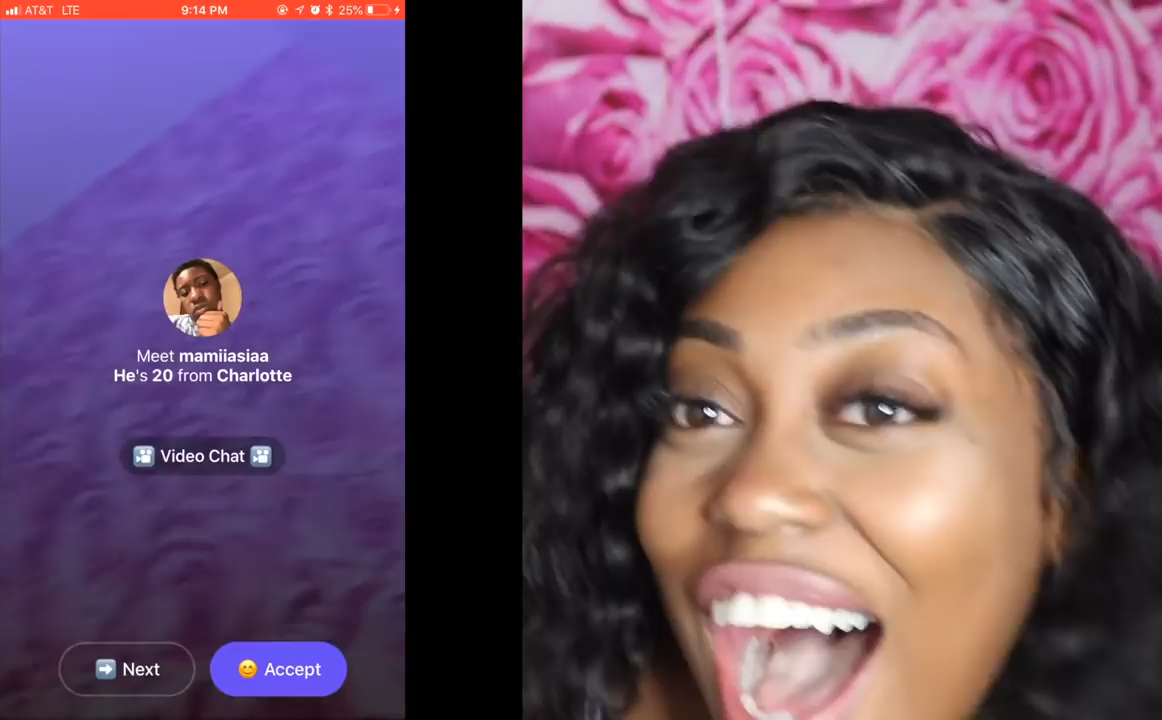 AT&T LTE 9:14 PM 25%
Meet mamiiasiaa
He's 20 from Charlotte
Video Chat
Next
Accept